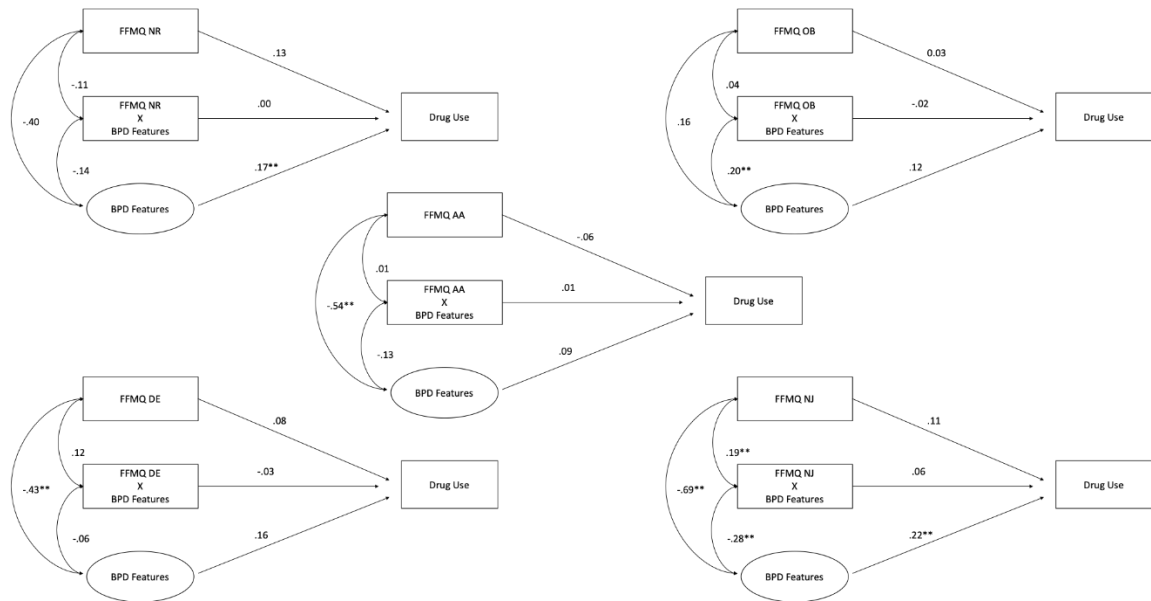 FFMQ NR
.13
-.11
FFMQ NR
X
BPD Features
.00
-.40
Drug Use
-.14
.17**
BPD Features
FFMQ OB
0.03
.04
FFMQ OB
X
BPD Features
-.02
.16
Drug Use
.20**
.12
BPD Features
FFMQ AA
-.06
.01
FFMQ AA
X
BPD Features
.01
-.54**
Drug Use
-.13
.09
BPD Features
FFMQ DE
.08
.12
FFMQ DE
X
BPD Features
-.03
-.43**
Drug Use
-.06
.16
BPD Features
FFMQ NJ
.11
.19**
FFMQ NJ
X
BPD Features
.06
-.69**
Drug Use
-.28**
.22**
BPD Features